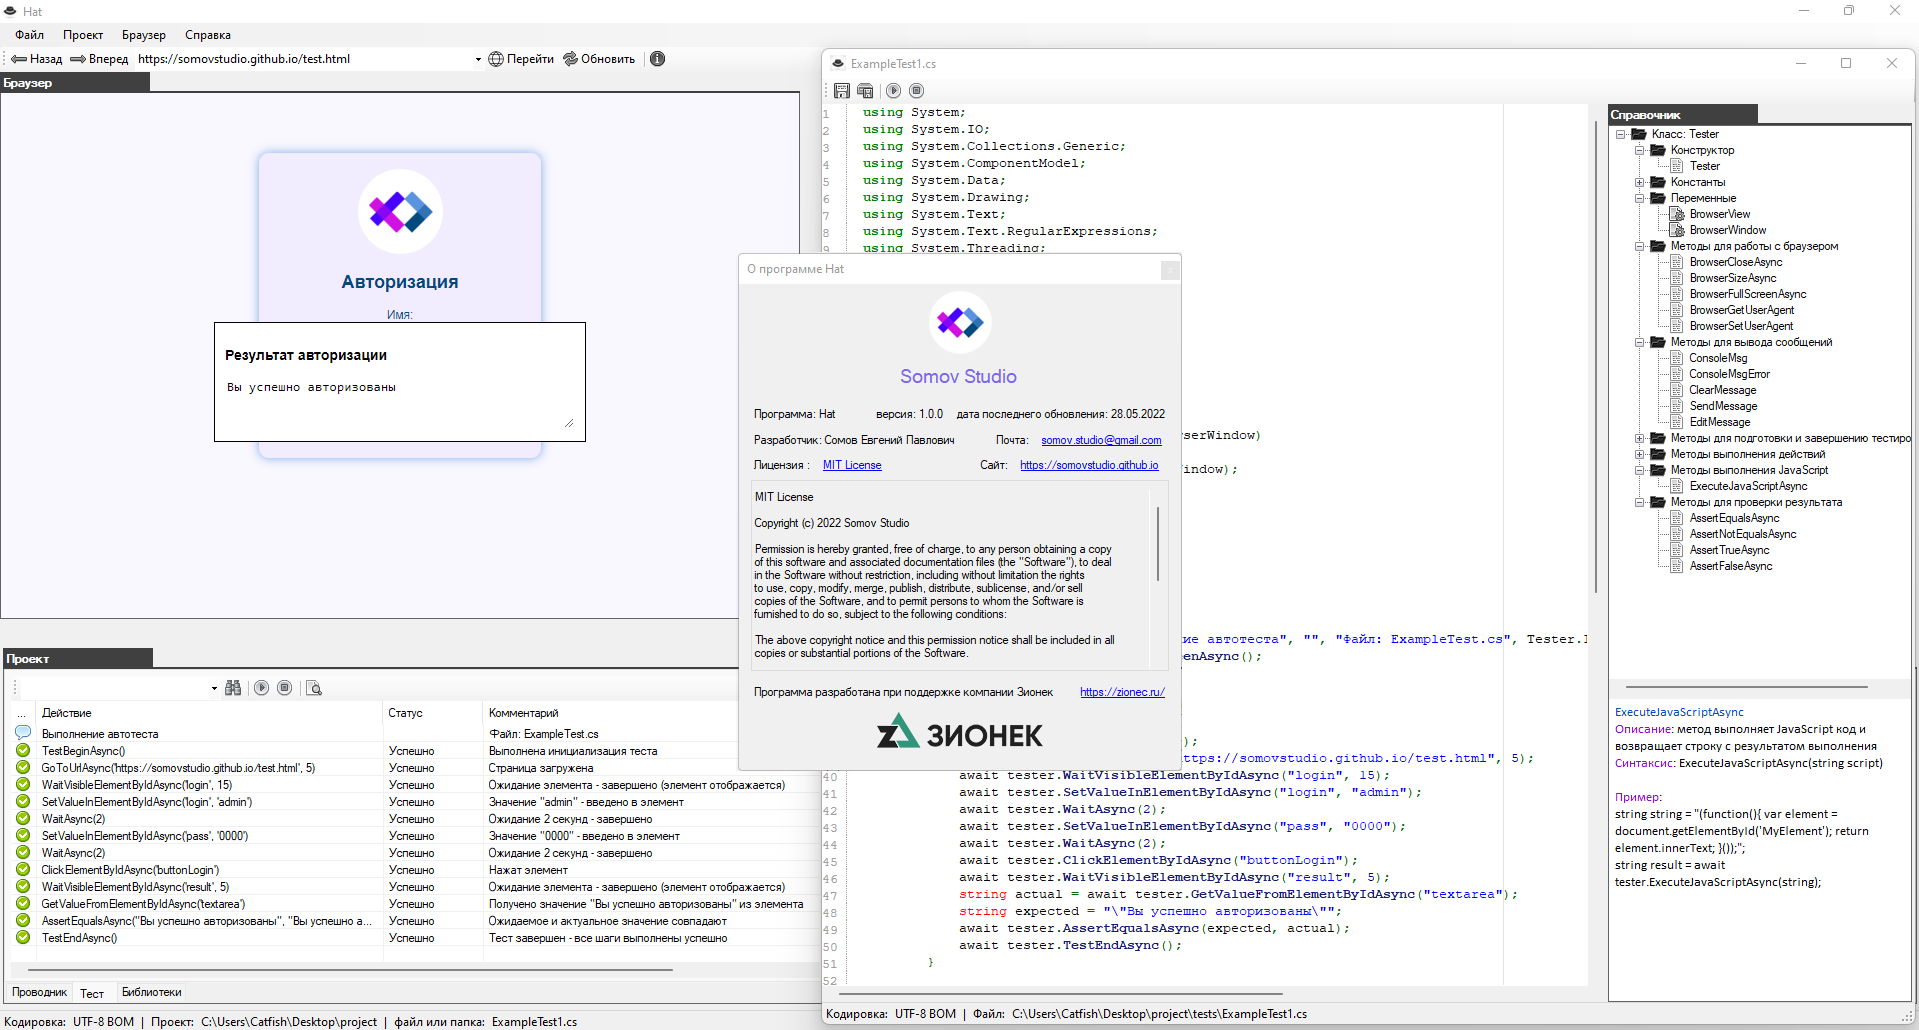 Hat
Файл Проект Браузер Справка
Назад Вперед https://somovstudio.github.io/test.html Перейти Обновить
Браузер
Авторизация
Имя:
Результат авторизации
Вы успешно авторизованы
Проект
... Действие Статус Комментарий
Выполнение автотеста Файл: ExampleTest.cs
TestBeginAsync() Успешно Выполнена инициализация теста
GoToUrlAsync('https://somovstudio.github.io/test.html', 5) Успешно Страница загружена
WaitVisibleElementByIdAsync('login', 15) Успешно Ожидание элемента - завершено (элемент отображается)
SetValueInElementByIdAsync('login', 'admin') Успешно Значение "admin" - введено в элемент
WaitAsync(2) Успешно Ожидание 2 секунд - завершено
SetValueInElementByIdAsync('pass', '0000') Успешно Значение "0000" - введено в элемент
WaitAsync(2) Успешно Ожидание 2 секунд - завершено
ClickElementByIdAsync('buttonLogin') Успешно Нажат элемент
WaitVisibleElementByIdAsync('result', 5) Успешно Ожидание элемента - завершено (элемент отображается)
GetValueFromElementByIdAsync('textarea') Успешно Получено значение "Вы успешно авторизованы" из элемента
AssertEqualsAsync("Вы успешно авторизованы", "Вы успешно а... Успешно Ожидаемое и актуальное значение совпадают
TestEndAsync() Успешно Тест завершен - все шаги выполнены успешно
Проводник Тест Библиотеки
Кодировка: UTF-8 BOM | Проект: C:\Users\Catfish\Desktop\project | файл или папка: ExampleTest1.cs
О программе Hat
x
Somov Studio
Программа: Hat версия: 1.0.0 дата последнего обновления: 28.05.2022
Разработчик: Сомов Евгений Павлович Почта: somov.studio@gmail.com
Лицензия : MIT License Сайт: https://somovstudio.github.io
MIT License
Copyright (c) 2022 Somov Studio
Permission is hereby granted, free of charge, to any person obtaining a copy
of this software and associated documentation files (the "Software"), to deal
in the Software without restriction, including without limitation the rights
to use, copy, modify, merge, publish, distribute, sublicense, and/or sell
copies of the Software, and to permit persons to whom the Software is
furnished to do so, subject to the following conditions:
The above copyright notice and this permission notice shall be included in all
copies or substantial portions of the Software.
Программа разработана при поддержке компании Зионек https://zionec.ru/
ЗИОНЕК
ExampleTest1.cs
1 using System;
2 using System.IO;
3 using System.Collections.Generic;
4 using System.ComponentModel;
5 using System.Data;
6 using System.Drawing;
7 using System.Text;
8 using System.Text.RegularExpressions;
9 using System.Threading;
serWindow)
indow);
ие автотеста", "", "Файл: ExampleTest.cs", Tester.I
enAsync();
);
ttps://somovstudio.github.io/test.html", 5);
40 await tester.WaitVisibleElementByIdAsync("login", 15);
41 await tester.SetValueInElementByIdAsync("login", "admin");
42 await tester.WaitAsync(2);
43 await tester.SetValueInElementByIdAsync("pass", "0000");
44 await tester.WaitAsync(2);
45 await tester.ClickElementByIdAsync("buttonLogin");
46 await tester.WaitVisibleElementByIdAsync("result", 5);
47 string actual = await tester.GetValueFromElementByIdAsync("textarea");
48 string expected = "\"Вы успешно авторизованы\"";
49 await tester.AssertEqualsAsync(expected, actual);
50 await tester.TestEndAsync();
51 }
52
Кодировка: UTF-8 BOM | Файл: C:\Users\Catfish\Desktop\project\tests\ExampleTest1.cs
Справочник
Класс: Tester
Конструктор
Tester
Константы
Переменные
BrowserView
BrowserWindow
Методы для работы с браузером
BrowserCloseAsync
BrowserSizeAsync
BrowserFullScreenAsync
BrowserGetUserAgent
BrowserSetUserAgent
Методы для вывода сообщений
ConsoleMsg
ConsoleMsgError
ClearMessage
SendMessage
EditMessage
Методы для подготовки и завершению тестиро
Методы выполнения действий
Методы выполнения JavaScript
ExecuteJavaScriptAsync
Методы для проверки результата
AssertEqualsAsync
AssertNotEqualsAsync
AssertTrueAsync
AssertFalseAsync
ExecuteJavaScriptAsync
Описание: метод выполняет JavaScript код и
возвращает строку с результатом выполнения
Синтаксис: ExecuteJavaScriptAsync(string script)
Пример:
string string = "(function(){ var element =
document.getElementById('MyElement'); return
element.innerText; }());";
string result = await
tester.ExecuteJavaScriptAsync(string);